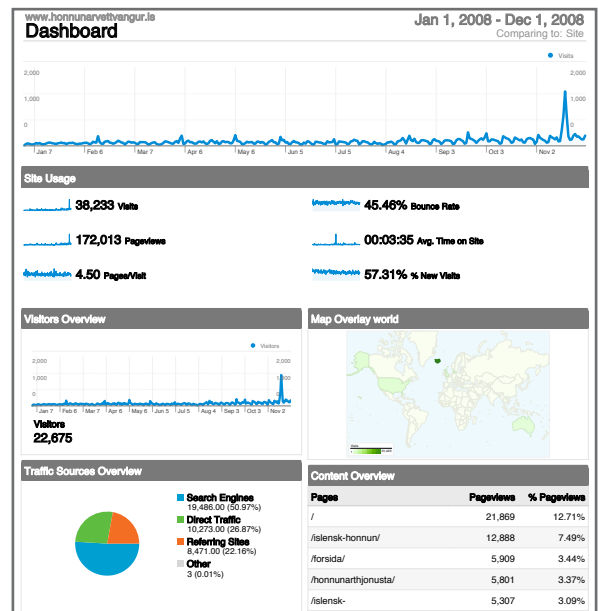 www.honnunarvettvangur.is
Dashboard
Jan 1, 2008 - Dec 1, 2008
Comparing to: Site
Visits
2,000 2,000
1,000 1,000
0 0
Jan 7 Feb 6 Mar 7 Apr 6 May 6 Jun 5 Jul 5 Aug 4 Sep 3 Oct 3 Nov 2
Site Usage
38,233 Visits
45.46% Bounce Rate
172,013 Pageviews
00:03:35 Avg. Time on Site
4.50 Pages/Visit
57.31% % New Visits
Visitors Overview
Visitors
2,000 2,000
1,000 1,000
0 0
Jan 7 Feb 6 Mar 7 Apr 6 May 6 Jun 5 Jul 5 Aug 4 Sep 3 Oct 3 Nov 2
Visitors
22,675
Map Overlay world
Visits
Traffic Sources Overview
Search Engines
19,486.00 (50.97%)
Direct Traffic
10,273.00 (26.87%)
Referring Sites
8,471.00 (22.16%)
Other
3 (0.01%)
Content Overview
Pages Pageviews % Pageviews
/ 21,869 12.71%
/islensk-honnun/ 12,888 7.49%
/forsida/ 5,909 3.44%
/honnunarthjonusta/ 5,801 3.37%
/islensk- 5,307 3.09%